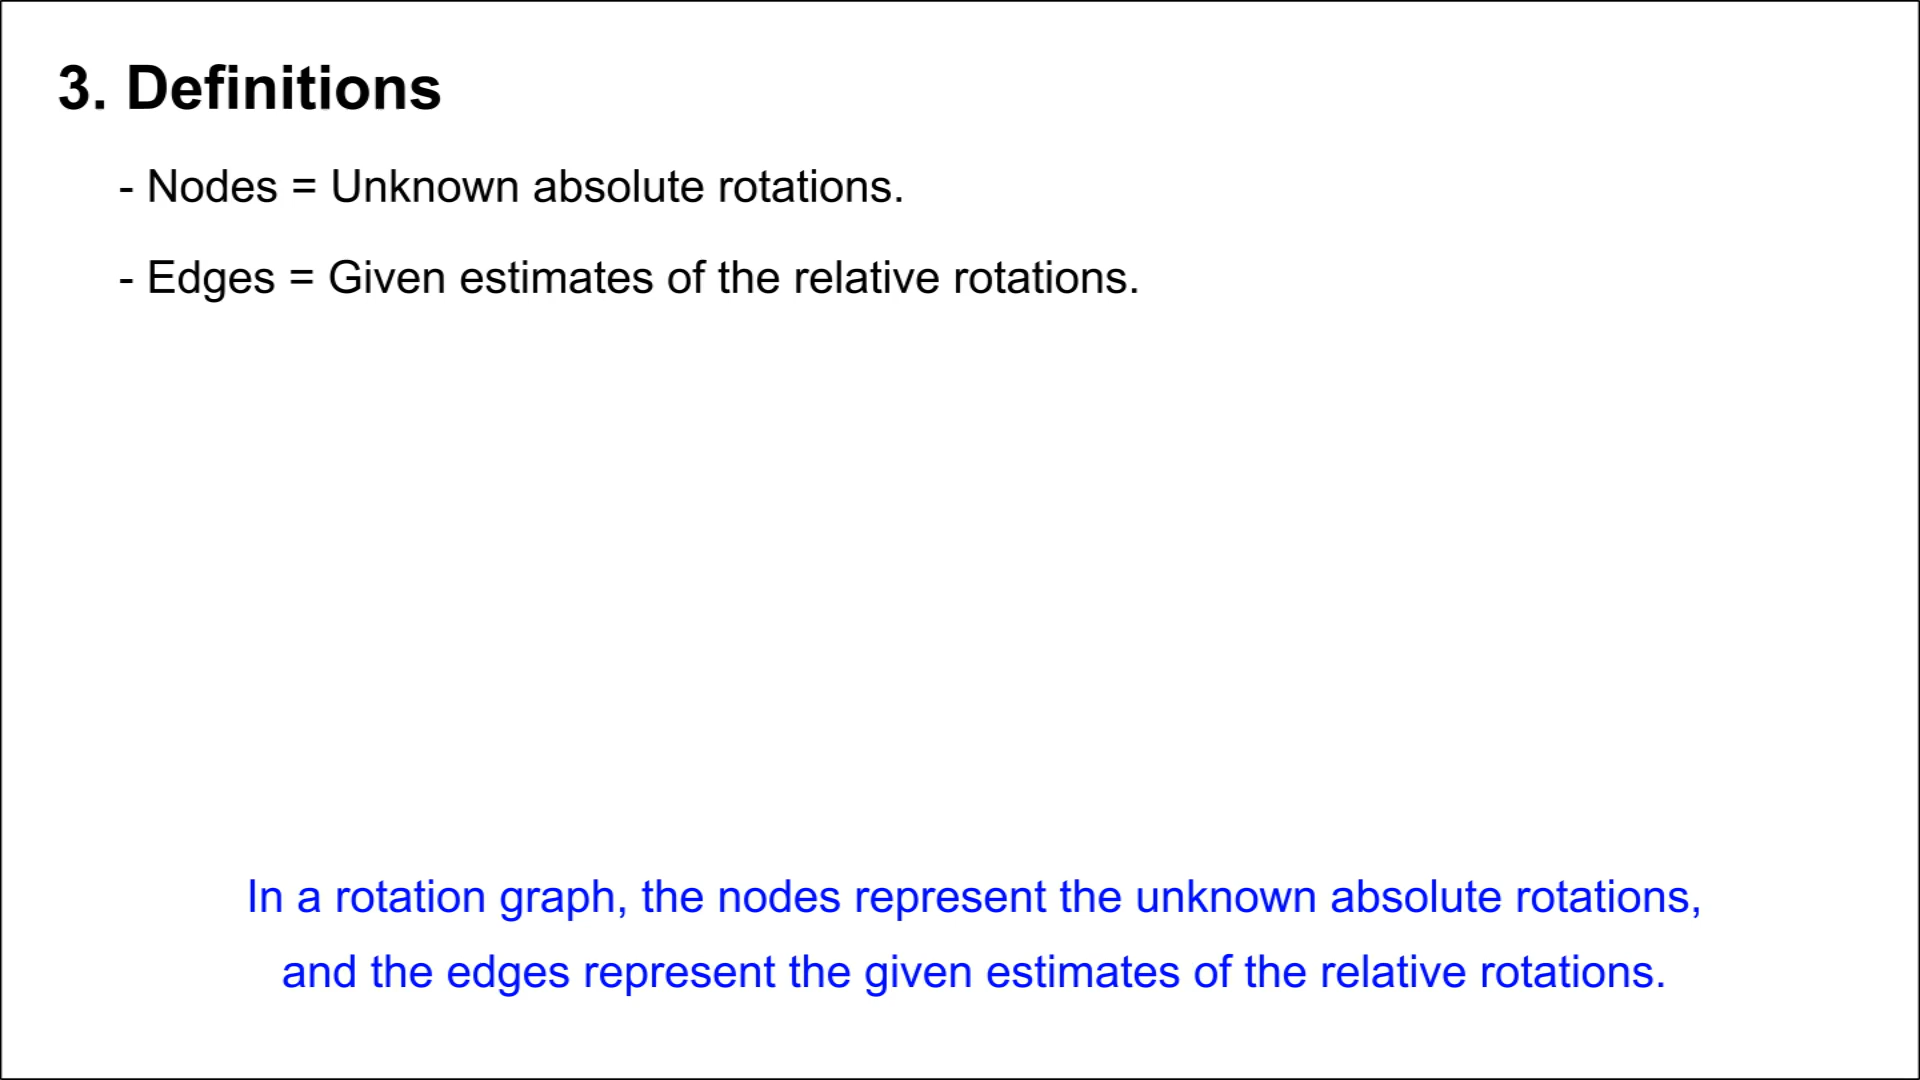 3. Definitions
- Nodes = Unknown absolute rotations.
- Edges = Given estimates of the relative rotations.
In a rotation graph, the nodes represent the unknown absolute rotations,
and the edges represent the given estimates of the relative rotations.